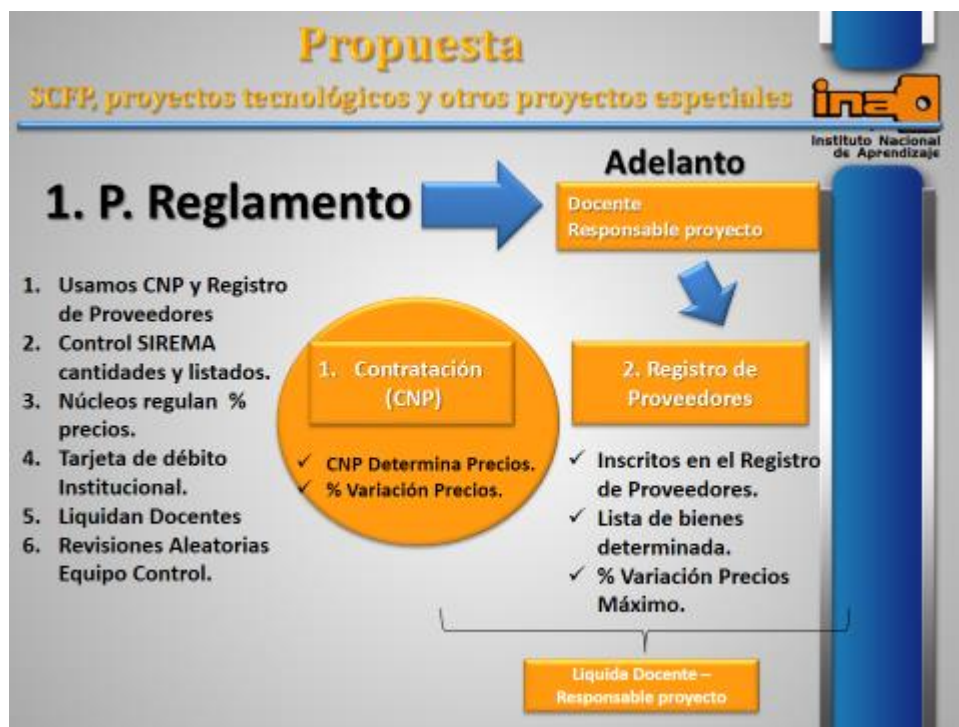 Propuesta
SCFP, proyectos tecnológicos y otros proyectos especiales
ina
Instituto Nacional
de Aprendizaje
1. P. Reglamento
Adelanto
Docente
Responsable proyecto
1. Usamos CNP y Registro
de Proveedores
2. Control SIREMA
cantidades y listados.
3. Núcleos regulan %
precios.
4. Tarjeta de débito
Institucional.
5. Liquidan Docentes
6. Revisiones Aleatorias
Equipo Control.
1. Contratación
(CNP)
✓ CNP Determina Precios.
✓ % Variación Precios.
2. Registro de
Proveedores
✓ Inscritos en el Registro
de Proveedores.
✓ Lista de bienes
determinada.
✓ % Variación Precios
Máximo.
Liquida Docente –
Responsable proyecto